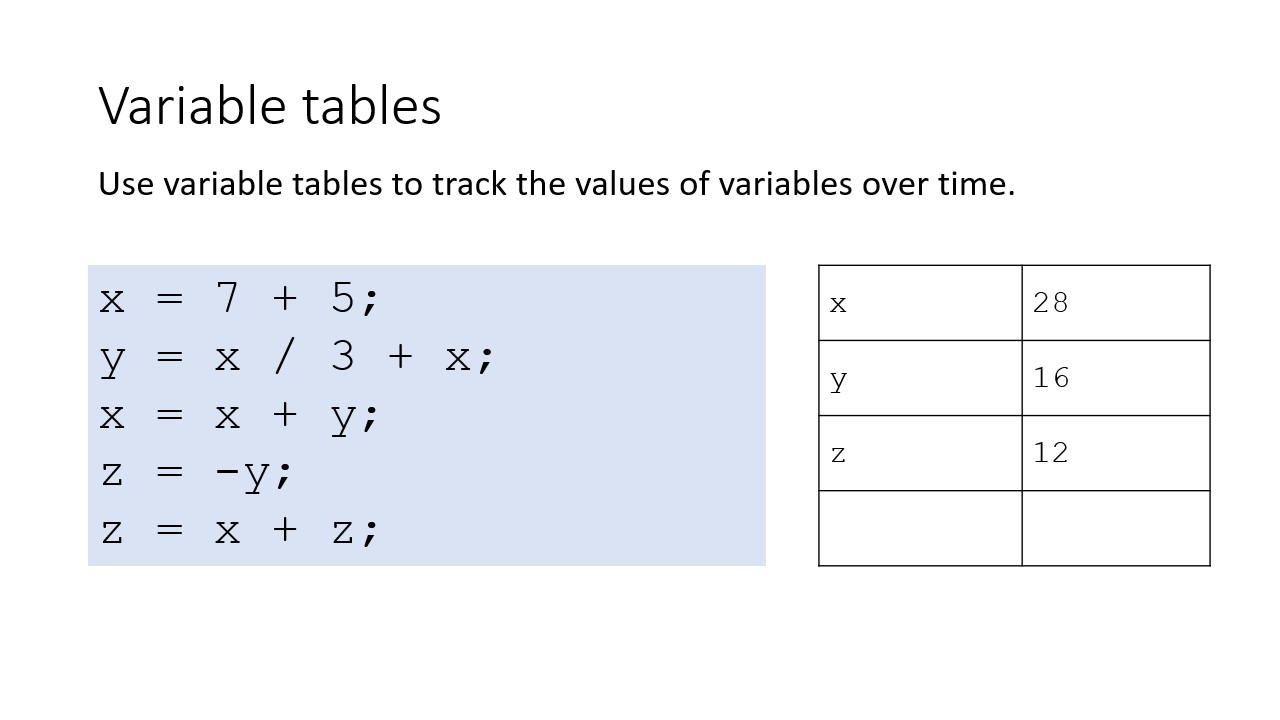 Variable tables
Use variable tables to track the values of variables over time.
x = 7 + 5;
y = x / 3 + x;
x = x + y;
z = -y;
z = x + z;
x 28
y 16
z 12